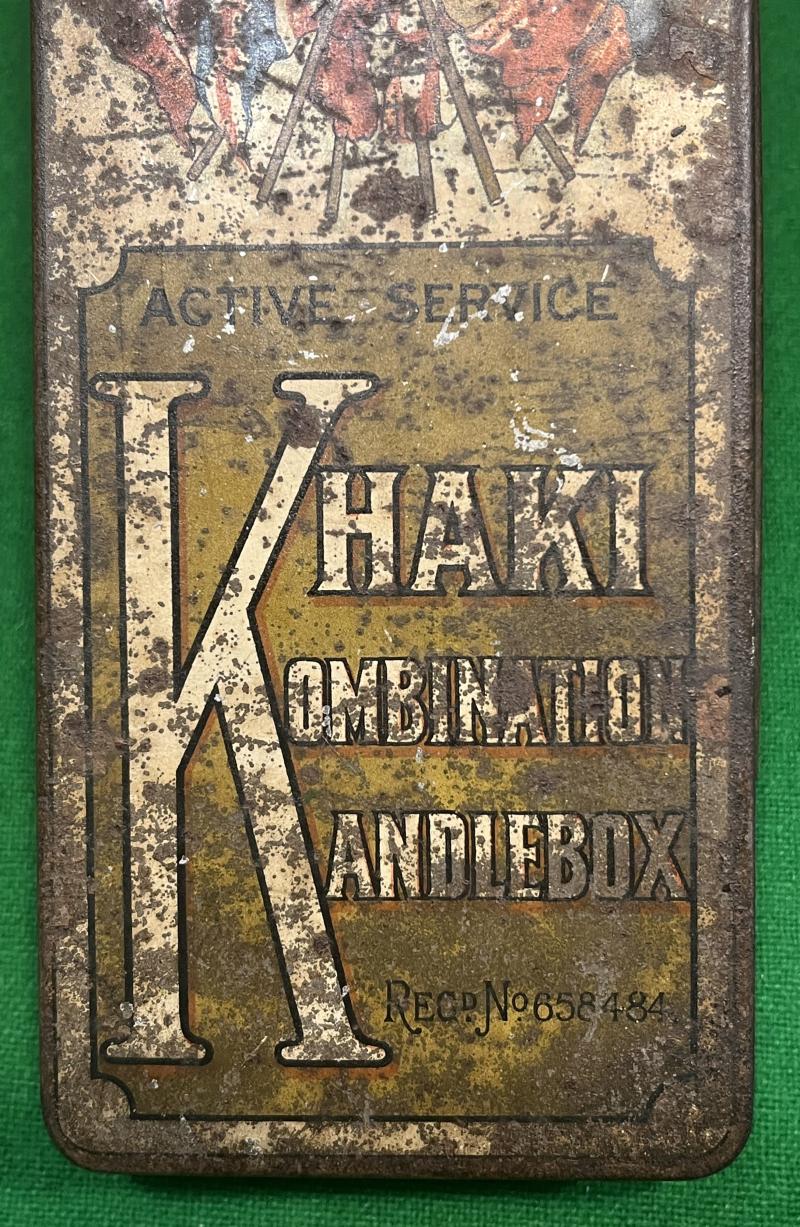 ACTIVE SERVICE
KHAKI
KOMBINATION
KANDLEBOX
REGD. No 658484.